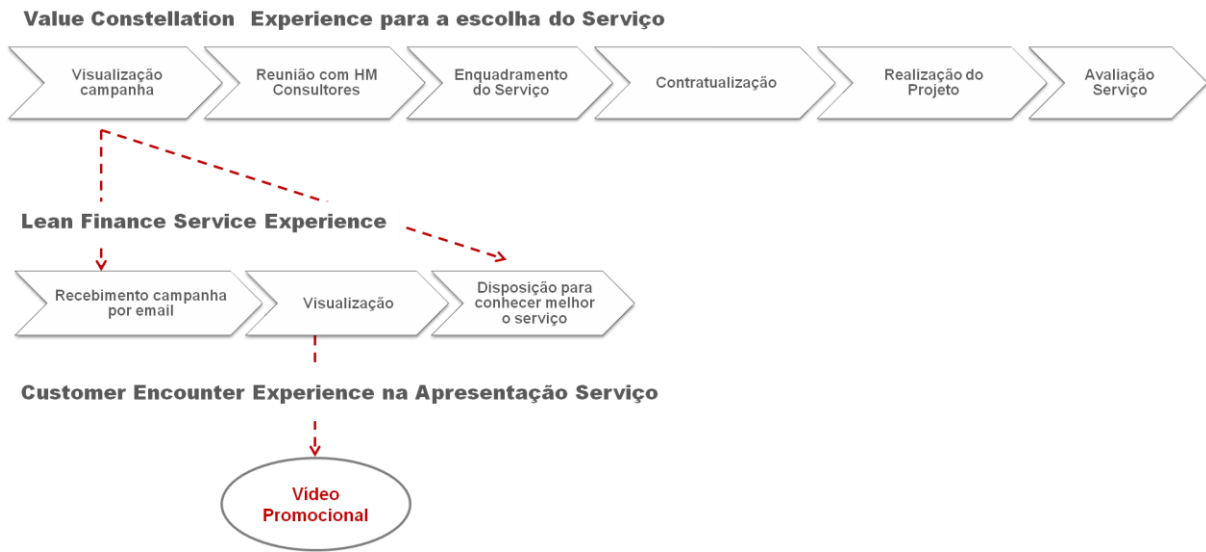 Value Constellation Experience para a escolha do Serviço
Visualização
campanha
Reunião com HM
Consultores
Enquadramento
do Serviço
Contratualização
Realização do
Projeto
Avaliação
Serviço
Lean Finance Service Experience
Recebimento campanha
por email
Visualização
Disposição para
conhecer melhor
o serviço
Customer Encounter Experience na Apresentação Serviço
Vídeo
Promocional